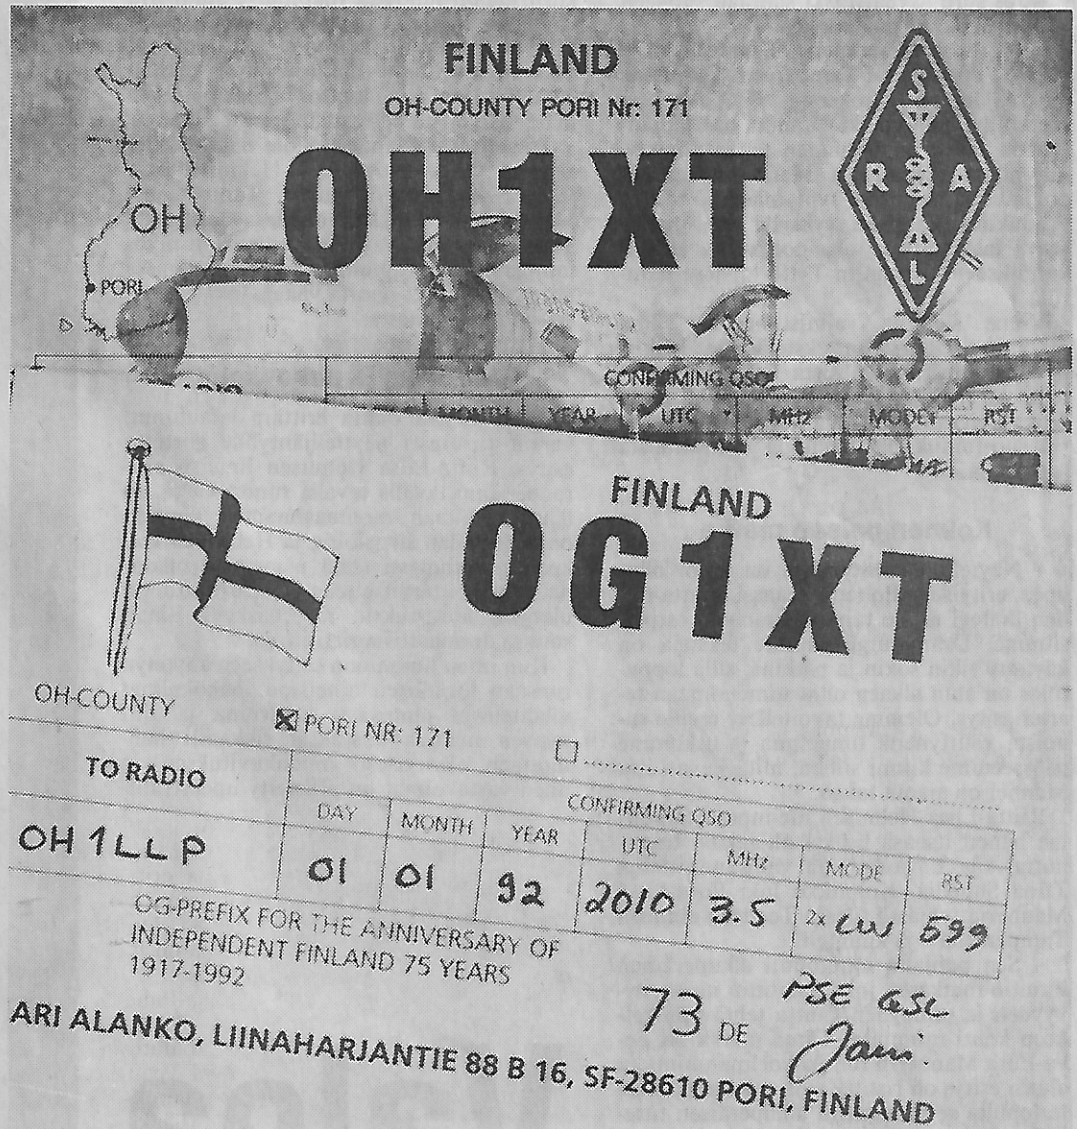 FINLAND
OH-COUNTY PORI Nr: 171
OH1XT
S
R A
L
OH
PORI
CONFIRMING QSO
MONTH YEAR UTC MHz MODE RST
FINLAND
OG1XT
OH-COUNTY
PORI NR: 171
TO RADIO
CONFIRMING QSO
DAY MONTH YEAR UTC MHz MODE RST
OH 1LLP 01 01 92 2010 3.5 2x CW 599
OG-PREFIX FOR THE ANNIVERSARY OF
INDEPENDENT FINLAND 75 YEARS
1917-1992
73 DE
PSE QSL
ARI ALANKO, LIINAHARJANTIE 88 B 16, SF-28610 PORI, FINLAND